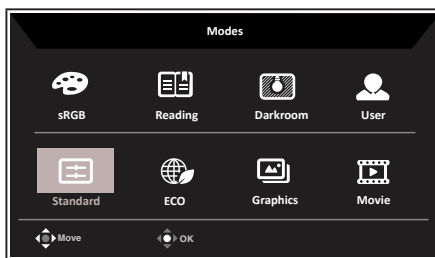 Modes
sRGB Reading Darkroom User
Standard ECO Graphics Movie
Move OK